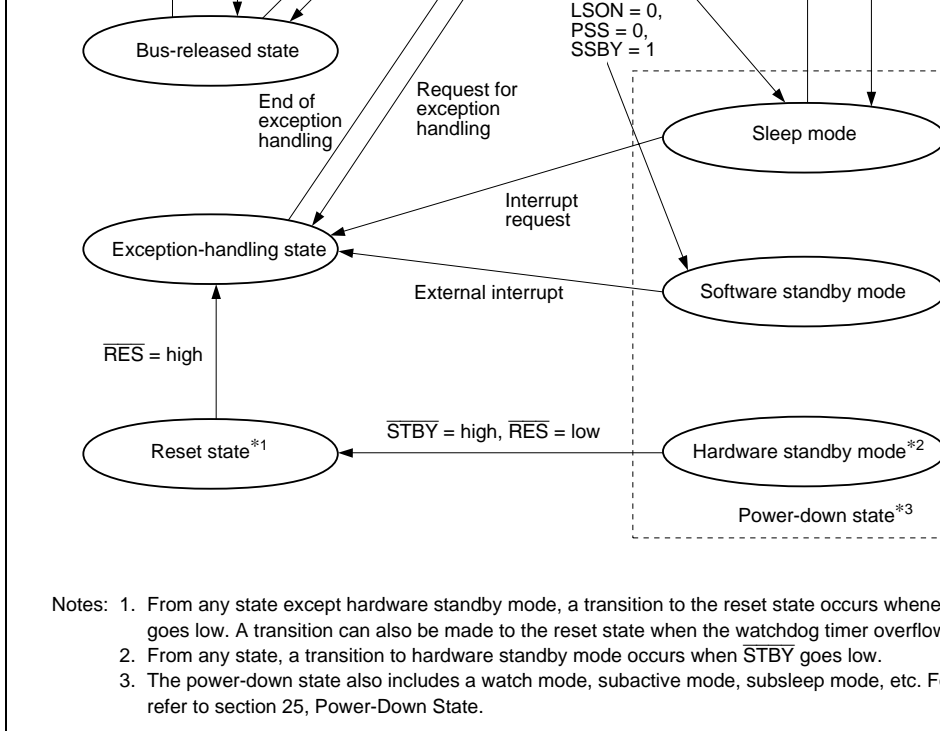 LSON = 0,
PSS = 0,
SSBY = 1
Bus-released state
End of
exception
handling
Request for
exception
handling
Sleep mode
Interrupt
request
Exception-handling state
External interrupt
Software standby mode
RES = high
STBY = high, RES = low
Reset state*1
Hardware standby mode*2
Power-down state*3
Notes: 1. From any state except hardware standby mode, a transition to the reset state occurs
goes low. A transition can also be made to the reset state when the watchdog timer
2. From any state, a transition to hardware standby mode occurs when STBY goes low.
3. The power-down state also includes a watch mode, subactive mode, subsleep mode, etc.
refer to section 25, Power-Down State.